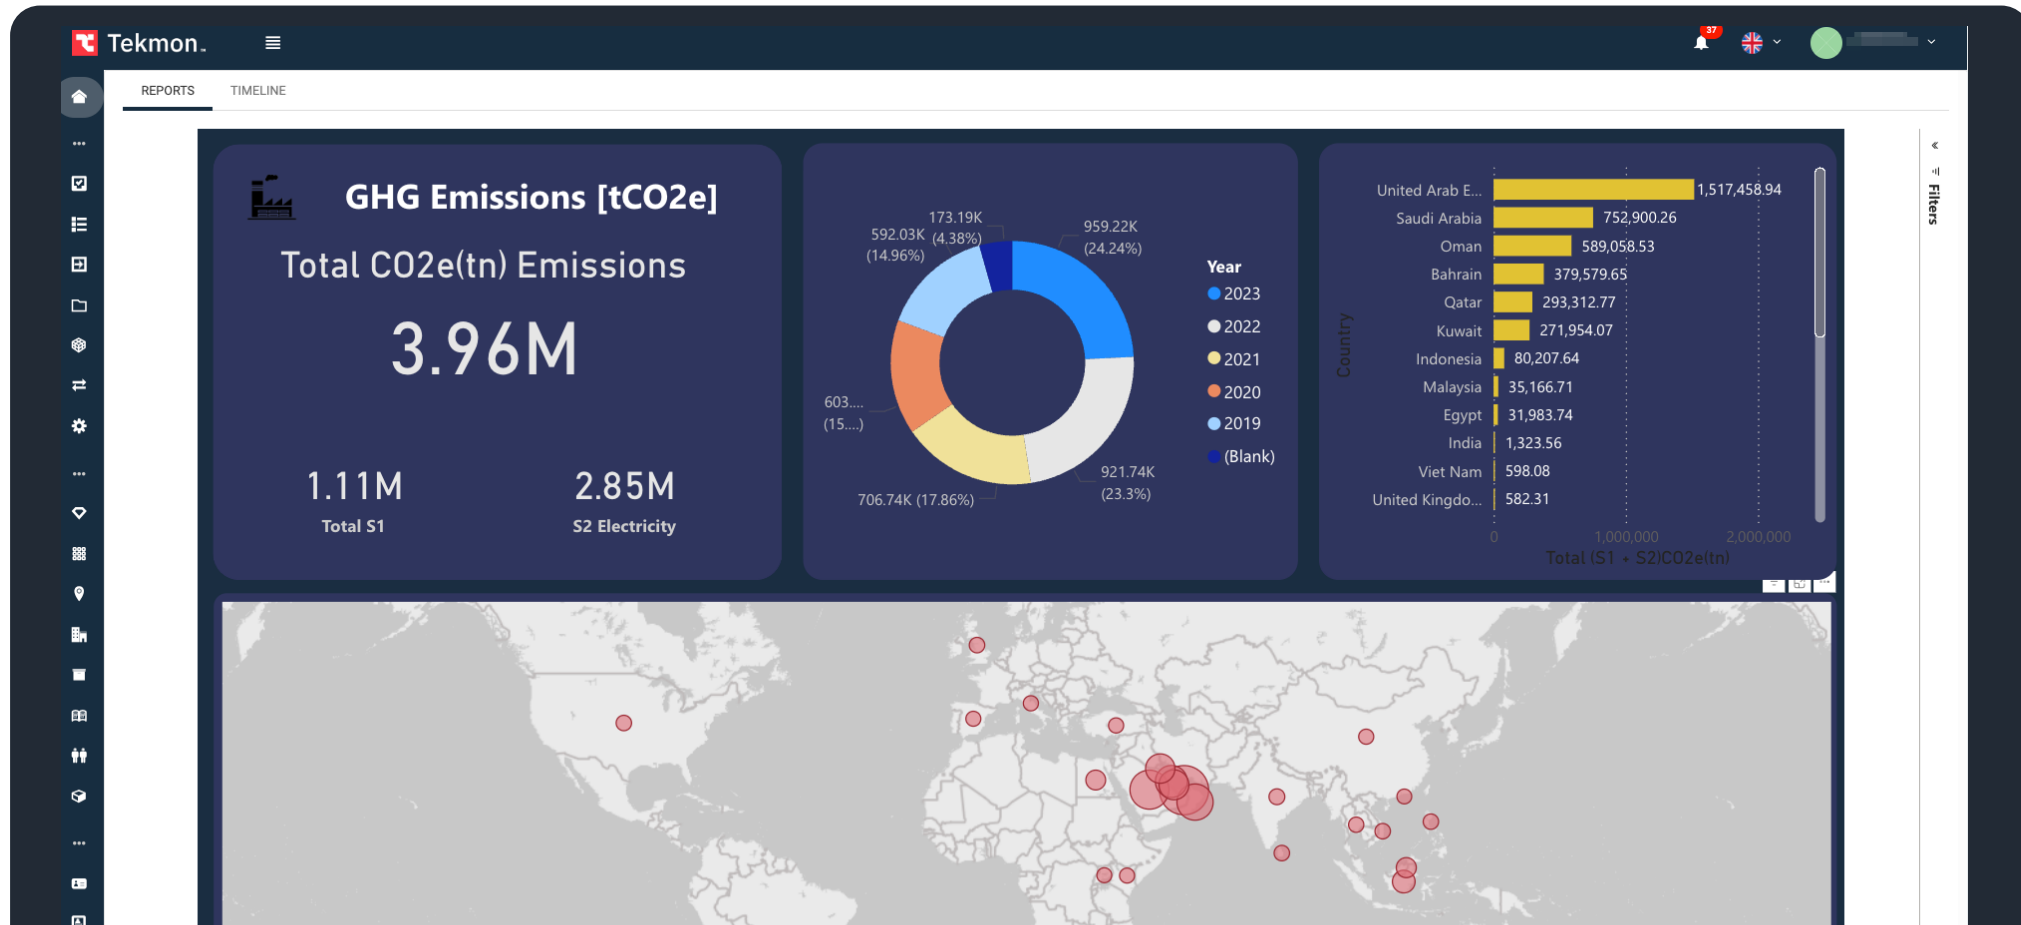 Tekmon
37
REPORTS
TIMELINE
GHG Emissions [tCO2e]
Total CO2e(tn) Emissions
3.96M
1.11M
Total S1
2.85M
S2 Electricity
173.19K
(4.38%)
592.03K
(14.96%)
959.22K
(24.24%)
603....
(15....)
706.74K (17.86%)
921.74K
(23.3%)
Year
2023
2022
2021
2020
2019
(Blank)
Country
United Arab E... 1,517,458.94
Saudi Arabia 752,900.26
Oman 589,058.53
Bahrain 379,579.65
Qatar 293,312.77
Kuwait 271,954.07
Indonesia 80,207.64
Malaysia 35,166.71
Egypt 31,983.74
India 1,323.56
Viet Nam 598.08
United Kingdo... 582.31
0 1,000,000 2,000,000
Total (S1 + S2)CO2e(tn)
Filters